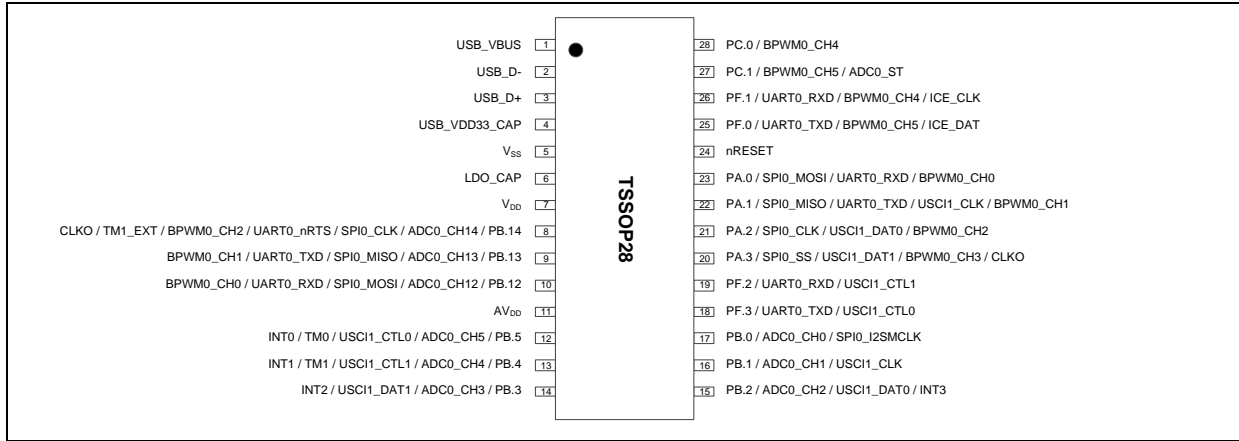 USB_VBUS 1
USB_D- 2
USB_D+ 3
USB_VDD33_CAP 4
VSS 5
LDO_CAP 6
VDD 7
CLKO / TM1_EXT / BPWM0_CH2 / UART0_nRTS / SPI0_CLK / ADC0_CH14 / PB.14 8
BPWM0_CH1 / UART0_TXD / SPI0_MISO / ADC0_CH13 / PB.13 9
BPWM0_CH0 / UART0_RXD / SPI0_MOSI / ADC0_CH12 / PB.12 10
AVDD 11
INT0 / TM0 / USCI1_CTL0 / ADC0_CH5 / PB.5 12
INT1 / TM1 / USCI1_CTL1 / ADC0_CH4 / PB.4 13
INT2 / USCI1_DAT1 / ADC0_CH3 / PB.3 14
TSSOP28
28 PC.0 / BPWM0_CH4
27 PC.1 / BPWM0_CH5 / ADC0_ST
26 PF.1 / UART0_RXD / BPWM0_CH4 / ICE_CLK
25 PF.0 / UART0_TXD / BPWM0_CH5 / ICE_DAT
24 nRESET
23 PA.0 / SPI0_MOSI / UART0_RXD / BPWM0_CH0
22 PA.1 / SPI0_MISO / UART0_TXD / USCI1_CLK / BPWM0_CH1
21 PA.2 / SPI0_CLK / USCI1_DAT0 / BPWM0_CH2
20 PA.3 / SPI0_SS / USCI1_DAT1 / BPWM0_CH3 / CLKO
19 PF.2 / UART0_RXD / USCI1_CTL1
18 PF.3 / UART0_TXD / USCI1_CTL0
17 PB.0 / ADC0_CH0 / SPI0_I2SMCLK
16 PB.1 / ADC0_CH1 / USCI1_CLK
15 PB.2 / ADC0_CH2 / USCI1_DAT0 / INT3